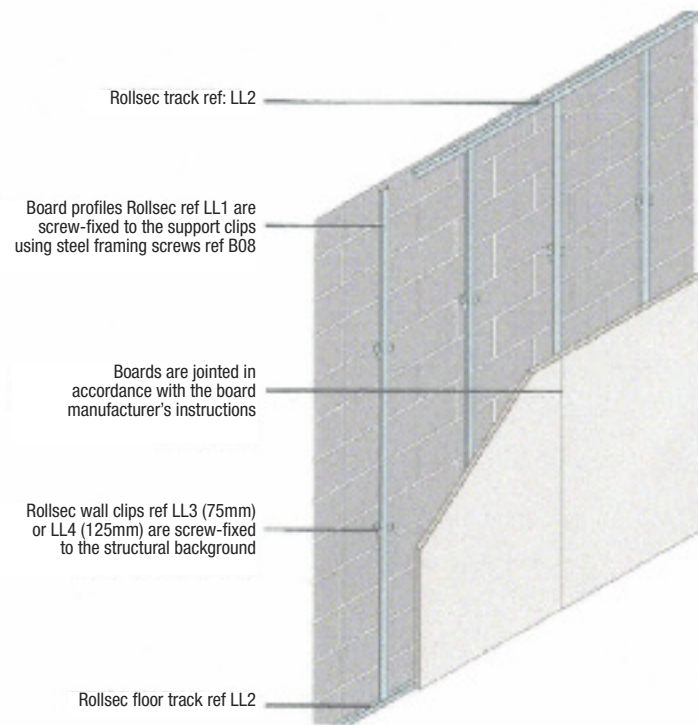 Rollsec track ref: LL2
Board profiles Rollsec ref LL1 are
screw-fixed to the support clips
using steel framing screws ref B08
Boards are jointed in
accordance with the board
manufacturer's instructions
Rollsec wall clips ref LL3 (75mm)
or LL4 (125mm) are screw-fixed
to the structural background
Rollsec floor track ref LL2